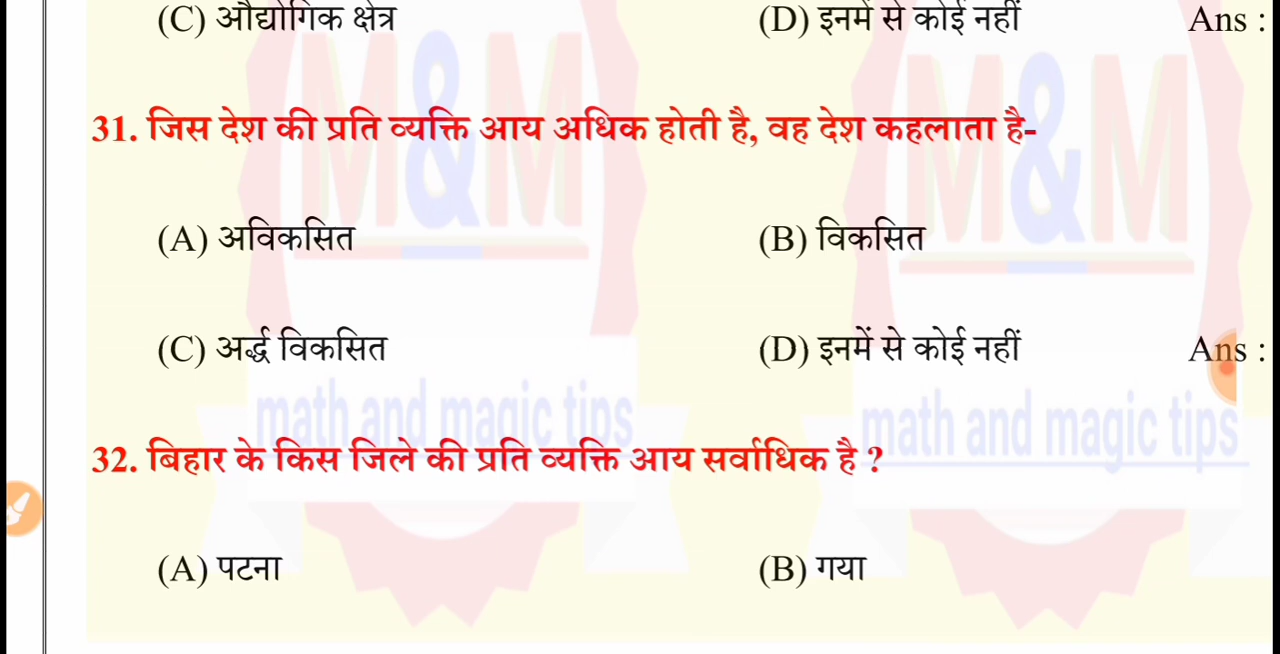 (C) औद्योगिक क्षेत्र (D) इनमें से कोई नहीं Ans :
31. जिस देश की प्रति व्यक्ति आय अधिक होती है, वह देश कहलाता है-
(A) अविकसित (B) विकसित
(C) अर्द्ध विकसित (D) इनमें से कोई नहीं Ans :
32. बिहार के किस जिले की प्रति व्यक्ति आय सर्वाधिक है ?
(A) पटना (B) गया
M&M M&M
math and magic tips math and magic tips